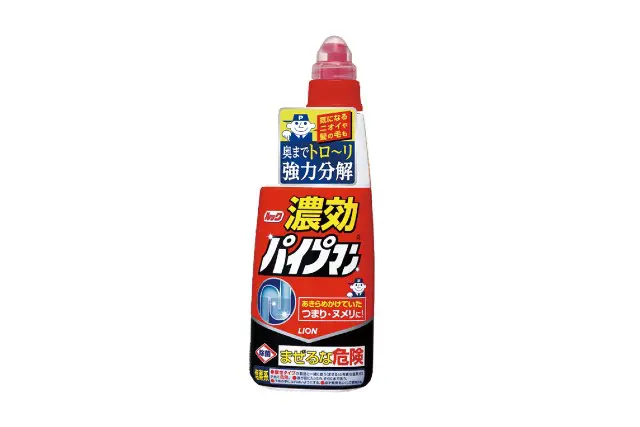 P
気になる
ニオイや
髪の毛も
奥までトロ〜リ
強力分解
ルック
濃効
パイプマン
あきらめかけていた
つまり・ヌメリに!
LION
除菌
まぜるな危険
塩素系